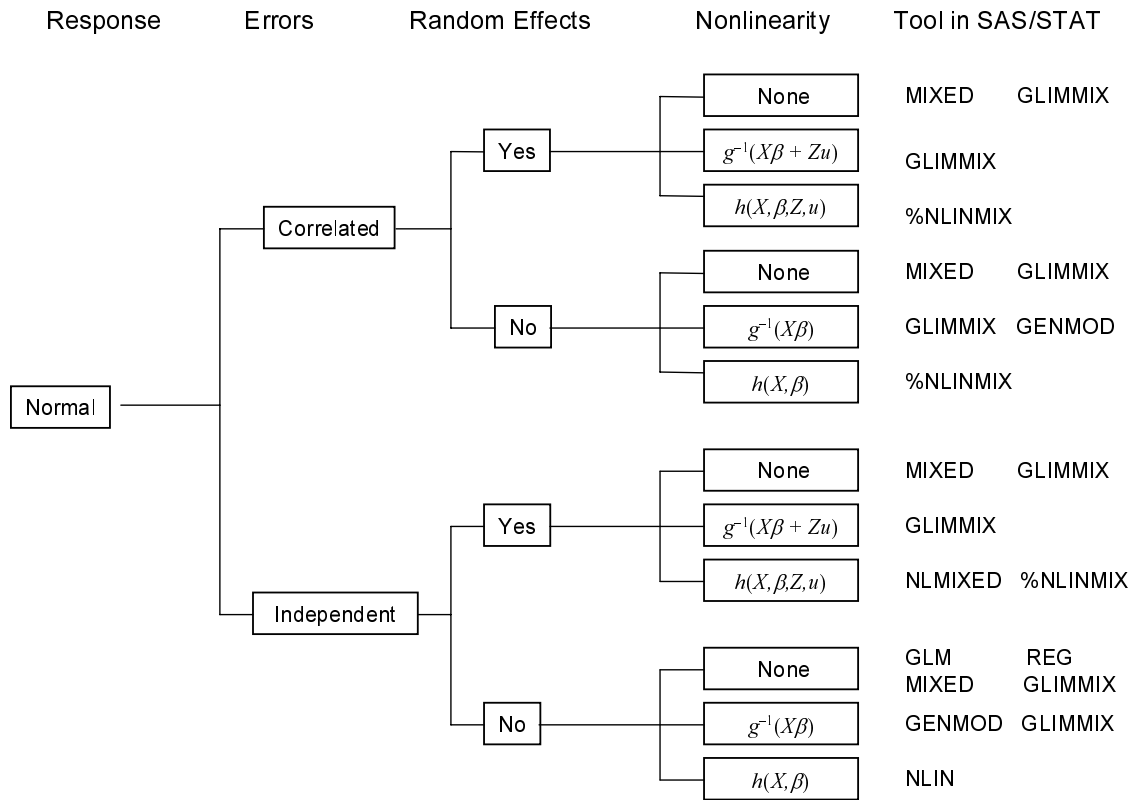 Response Errors Random Effects Nonlinearity Tool in SAS/STAT
None MIXED GLIMMIX
Yes g⁻¹(Xβ + Zu) GLIMMIX
h(X,β,Z,u) %NLINMIX
Correlated
None MIXED GLIMMIX
No g⁻¹(Xβ) GLIMMIX GENMOD
h(X,β) %NLINMIX
Normal
None MIXED GLIMMIX
Yes g⁻¹(Xβ + Zu) GLIMMIX
h(X,β,Z,u) NLMIXED %NLINMIX
Independent
None GLM REG
MIXED GLIMMIX
No g⁻¹(Xβ) GENMOD GLIMMIX
h(X,β) NLIN